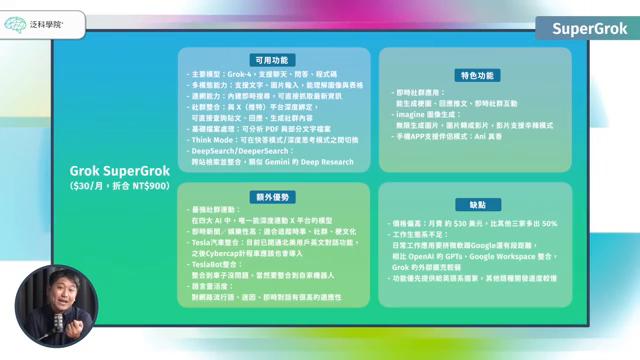 泛科學院
SuperGrok
Grok SuperGrok
($30/月，折合 NT$900)
可用功能
- 主要模型：Grok-4，支援聊天、問答、程式碼
- 多模態能力：支援文字、圖片輸入，能理解圖像與表格
- 連網能力：內建即時搜尋，可直接抓取最新資訊
- 社群整合：與 X（推特）平台深度綁定，
可直接查詢貼文、回應、生成社群內容
- 基礎檔案處理：可分析 PDF 與部分文字檔案
- Think Mode：可在快答模式/深度思考模式之間切換
- DeepSearch/DeeperSearch：
跨站檢索並整合，類似 Gemini 的 Deep Research
特色功能
- 即時社群應用：
能生成梗圖、回應推文、即時社群互動
- imagine 圖像生成：
無限生成圖片，圖片轉成影片，影片支援辛辣模式
- 手機APP支援伴侶模式：Ani 真香
額外優勢
- 最強社群連動：
在四大 AI 中，唯一能深度連動 X 平台的模型
- 即時新聞／娛樂性高：適合追蹤時事、社群、梗文化
- Tesla汽車整合：目前已開通北美用戶英文對話功能，
之後Cybercap計程車應該也會導入
- TeslaBot整合：
整合到車子沒問題，當然要整合到自家機器人
- 語言靈活度：
對網路流行語、迷因、即時對話有很高的適應性
缺點
- 價格偏高：月費 約 $30 美元，比其他三家多出 50%
- 工作生態系不足：
日常工作應用要拼微軟跟Google還有段距離，
相比 OpenAI 的 GPTs、Google Workspace 整合，
Grok 的外部擴充較弱
- 功能優先提供給英語系國家，其他語種開發速度較慢